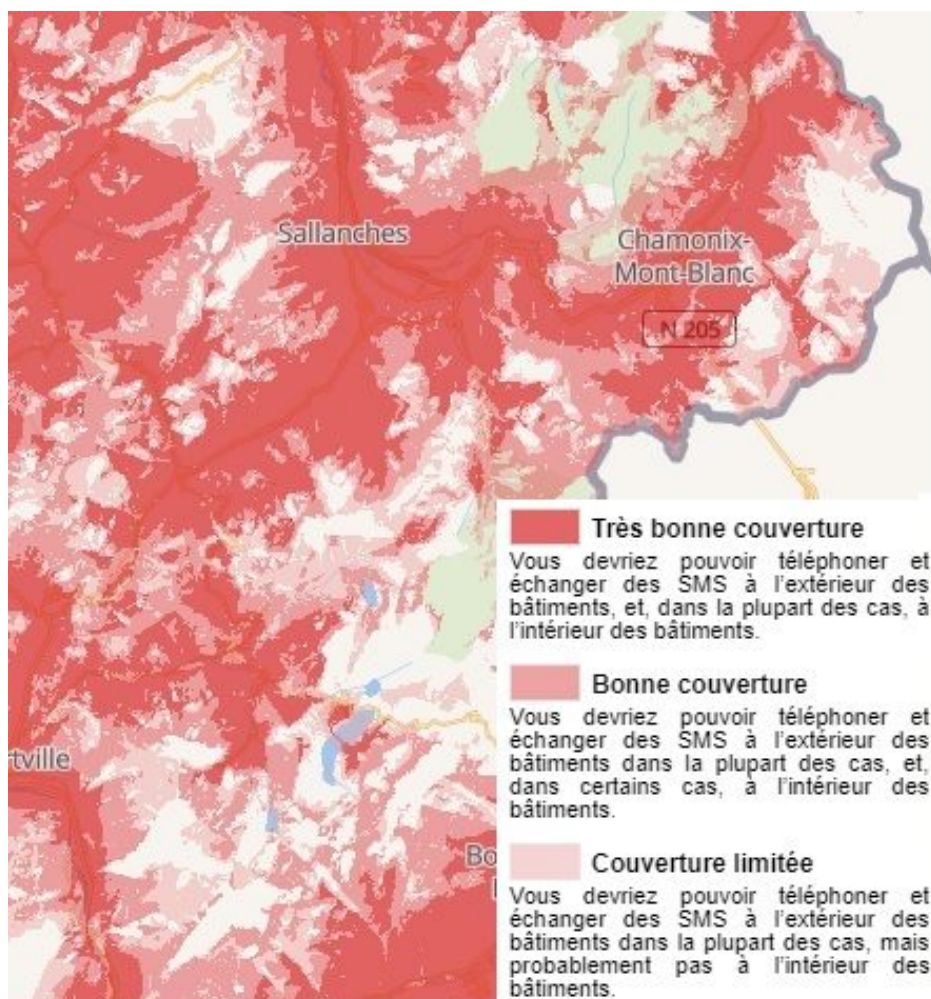 Sallanches
Chamonix-
Mont-Blanc
N 205
Très bonne couverture
Vous devriez pouvoir téléphoner et
échanger des SMS à l'extérieur des
bâtiments, et, dans la plupart des cas, à
l'intérieur des bâtiments.
Bonne couverture
Vous devriez pouvoir téléphoner et
échanger des SMS à l'extérieur des
bâtiments dans la plupart des cas, et,
dans certains cas, à l'intérieur des
bâtiments.
tville
Bo
Couverture limitée
Vous devriez pouvoir téléphoner et
échanger des SMS à l'extérieur des
bâtiments dans la plupart des cas, mais
probablement pas à l'intérieur des
bâtiments.